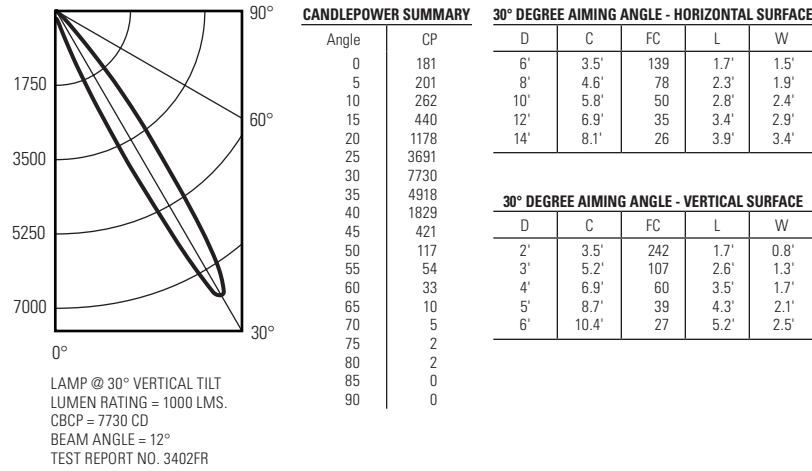 90°
60°
30°
0°
1750
3500
5250
7000
LAMP @ 30° VERTICAL TILT
LUMEN RATING = 1000 LMS.
CBCP = 7730 CD
BEAM ANGLE = 12°
TEST REPORT NO. 3402FR
CANDLEPOWER SUMMARY
Angle CP
0 181
5 201
10 262
15 440
20 1178
25 3691
30 7730
35 4918
40 1829
45 421
50 117
55 54
60 33
65 10
70 5
75 2
80 2
85 0
90 0
30° DEGREE AIMING ANGLE - HORIZONTAL SURFACE
D C FC L W
6' 3.5' 139 1.7' 1.5'
8' 4.6' 78 2.3' 1.9'
10' 5.8' 50 2.8' 2.4'
12' 6.9' 35 3.4' 2.9'
14' 8.1' 26 3.9' 3.4'
30° DEGREE AIMING ANGLE - VERTICAL SURFACE
D C FC L W
2' 3.5' 242 1.7' 0.8'
3' 5.2' 107 2.6' 1.3'
4' 6.9' 60 3.5' 1.7'
5' 8.7' 39 4.3' 2.1'
6' 10.4' 27 5.2' 2.5'